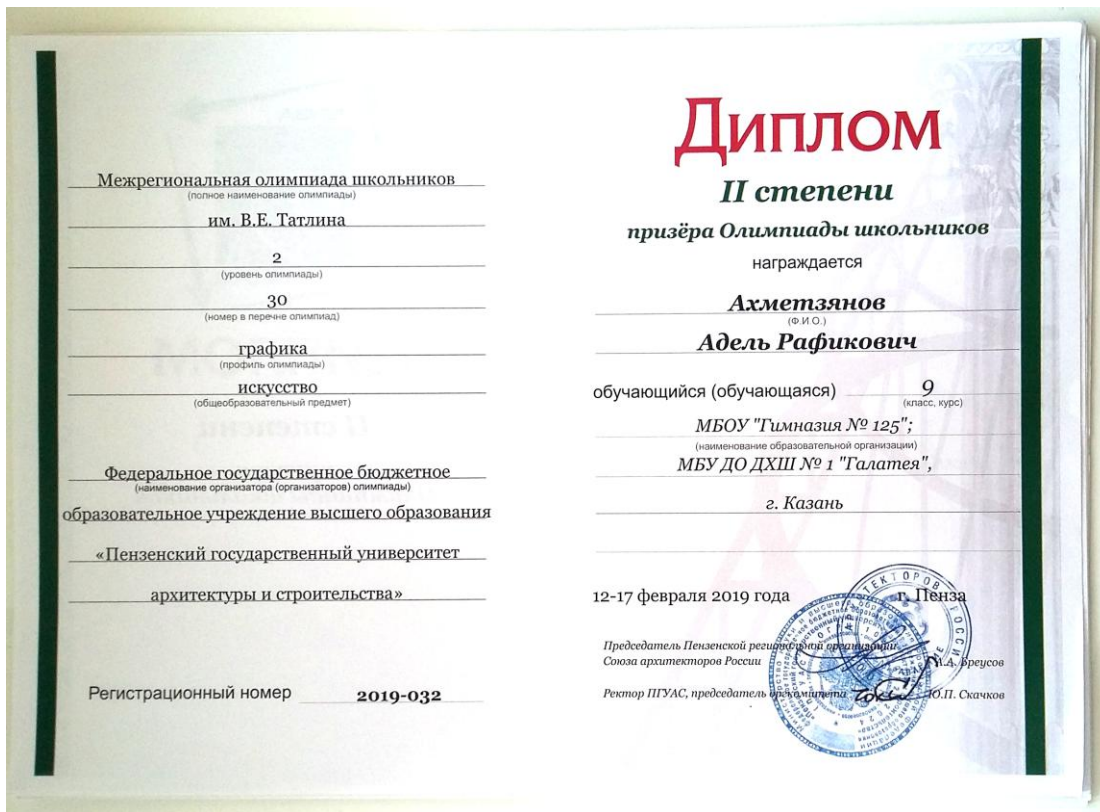 Межрегиональная олимпиада школьников
(полное наименование олимпиады)
им. В.Е. Татлина
2
(уровень олимпиады)
30
(номер в перечне олимпиад)
графика
(профиль олимпиады)
искусство
(общеобразовательный предмет)
Федеральное государственное бюджетное
(наименование организатора (организаторов) олимпиады)
образовательное учреждение высшего образования
«Пензенский государственный университет
архитектуры и строительства»
Регистрационный номер 2019-032
Диплом
II степени
призёра Олимпиады школьников
награждается
Ахметзянов
(Ф.И.О.)
Адель Рафикович
обучающийся (обучающаяся) 9
(класс, курс)
МБОУ "Гимназия № 125";
(наименование образовательной организации)
МБУ ДО ДХШ № 1 "Галатея",
г. Казань
12-17 февраля 2019 года г. Пенза
Председатель Пензенской региональной организации
Союза архитекторов России Бреусов
Ректор ПГУАС, председатель оргкомитета Ю.П. Скачков